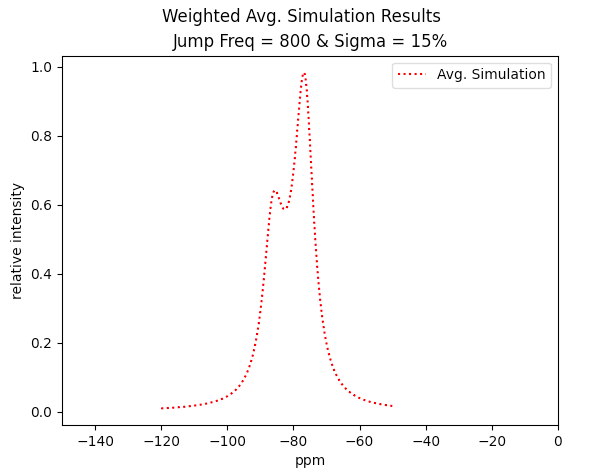 Weighted Avg. Simulation Results
Jump Freq = 800 & Sigma = 15%
Avg. Simulation
relative intensity
1.0
0.8
0.6
0.4
0.2
0.0
−140 −120 −100 −80 −60 −40 −20 0
ppm